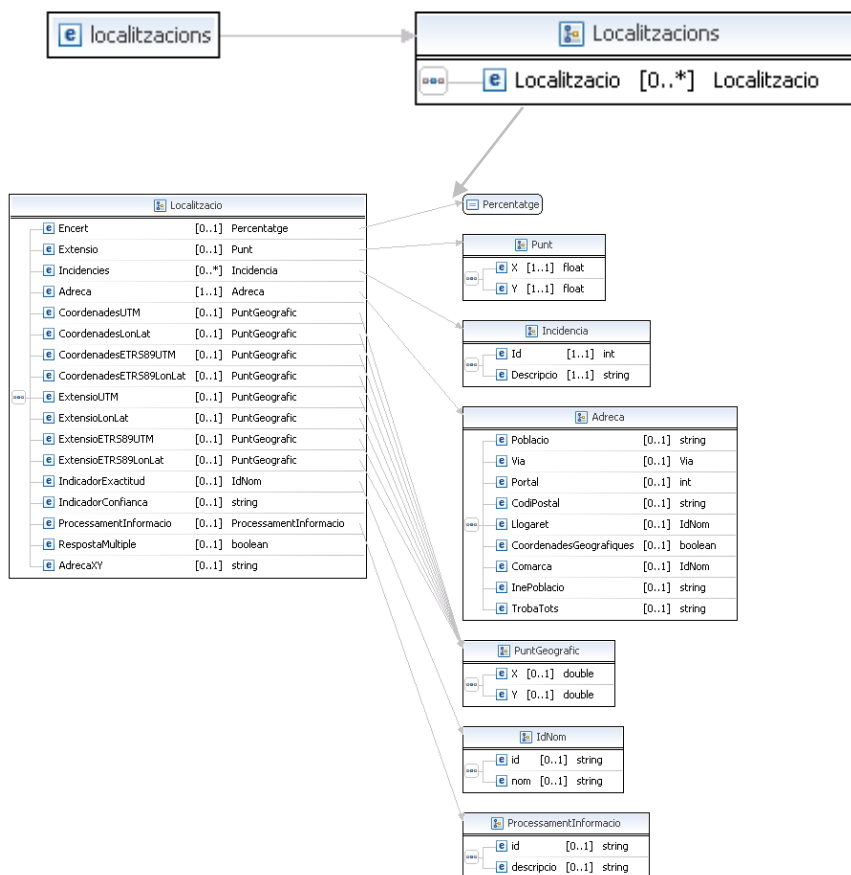 localitzacions
Localitzacions
Localitzacio [0..*] Localitzacio
Localitzacio
Encert [0..1] Percentatge
Extensio [0..1] Punt
Incidencies [0..*] Incidencia
Adreca [1..1] Adreca
CoordenadesUTM [0..1] PuntGeografic
CoordenadesLonLat [0..1] PuntGeografic
CoordenadesETRS89UTM [0..1] PuntGeografic
CoordenadesETRS89LonLat [0..1] PuntGeografic
ExtensioUTM [0..1] PuntGeografic
ExtensioLonLat [0..1] PuntGeografic
ExtensioETRS89UTM [0..1] PuntGeografic
ExtensioETRS89LonLat [0..1] PuntGeografic
IndicadorExactitud [0..1] IdNom
IndicadorConfianca [0..1] string
ProcessamentInformacio [0..1] ProcessamentInformacio
RespostaMultiple [0..1] boolean
AdrecaXY [0..1] string
Percentatge
Punt
X [1..1] float
Y [1..1] float
Incidencia
Id [1..1] int
Descripcio [1..1] string
Adreca
Poblacio [0..1] string
Via [0..1] Via
Portal [0..1] int
CodiPostal [0..1] string
Llogaret [0..1] IdNom
CoordenadesGeografiques [0..1] boolean
Comarca [0..1] IdNom
InePoblacio [0..1] string
TrobaTots [0..1] string
PuntGeografic
X [0..1] double
Y [0..1] double
IdNom
id [0..1] string
nom [0..1] string
ProcessamentInformacio
id [0..1] string
descripcio [0..1] string